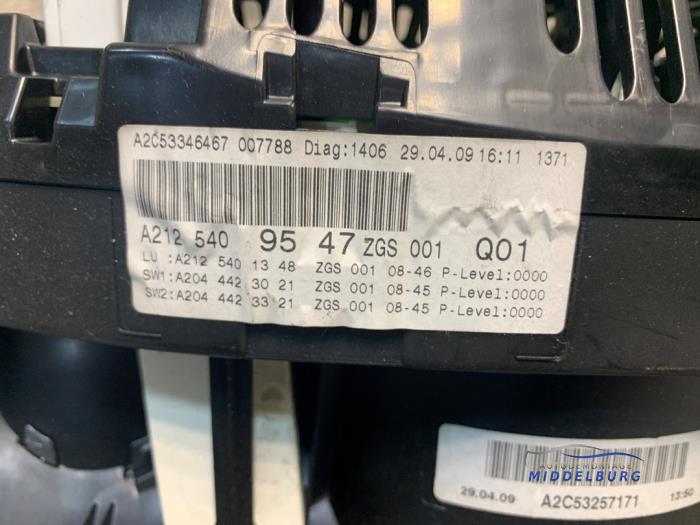 A2C53346467 007788 Diag:1406 29.04.09 16:11 1371
A212 540 95 47 ZGS 001 Q01
LU :A212 540 13 48 ZGS 001 08-46 P-Level:0000
SW1:A204 442 30 21 ZGS 001 08-45 P-Level:0000
SW2:A204 442 33 21 ZGS 001 08-45 P-Level:0000
AUTODEMONTAGE
MIDDELBURG
29.04.09 A2C53257171 13:50